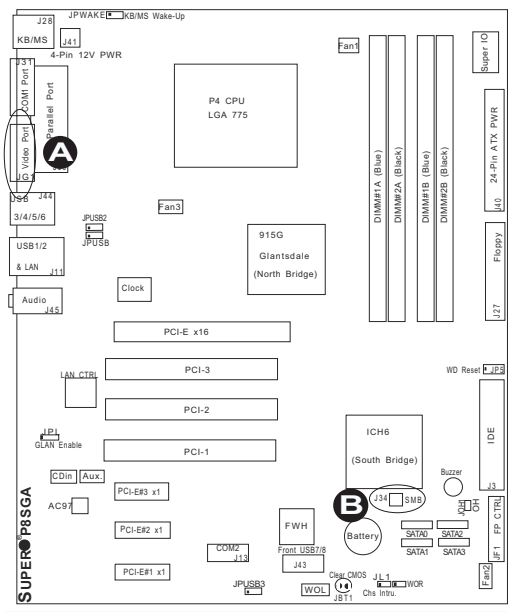 JPWAKE
KB/MS Wake-Up
J28
KB/MS
J41
4-Pin 12V PWR
Fan1
Super IO
J31
COM1 Port
Parallel Port
P4 CPU
LGA 775
Video Port
JG1
A
DIMM#1A (Blue)
DIMM#2A (Black)
DIMM#1B (Blue)
DIMM#2B (Black)
24-Pin ATX PWR
J40
USB
J44
3/4/5/6
JPUSB2
JPUSB
Fan3
USB1/2
& LAN
J11
915G
Glantsdale
(North Bridge)
Floppy
J27
Clock
Audio
J45
PCI-E x16
PCI-3
LAN CTRL
WD Reset
JP5
PCI-2
JPL
GLAN Enable
PCI-1
ICH6
(South Bridge)
IDE
J3
CDin
Aux.
Buzzer
PCI-E#3 x1
B
J34
SMB
AC97
JOH1
OH
FP CTRL
JF1
FWH
Battery
SATA0
SATA2
SATA1
SATA3
PCI-E#2 x1
COM2
J13
Front USB7/8
J43
PCI-E#1 x1
JPUSB3
WOL
Clear CMOS
JBT1
JL1
Chs Intru.
WOR
Fan2
SUPER P8SGA